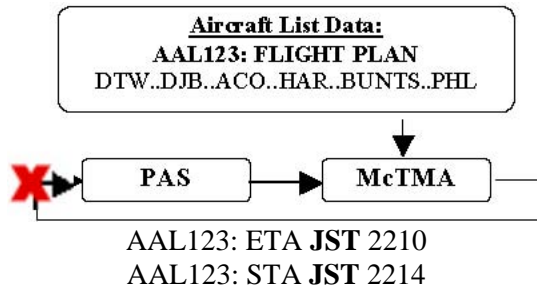 Aircraft List Data:
AAL123: FLIGHT PLAN
DTW..DJB..ACO..HAR..BUNTS..PHL
PAS McTMA
AAL123: ETA JST 2210
AAL123: STA JST 2214